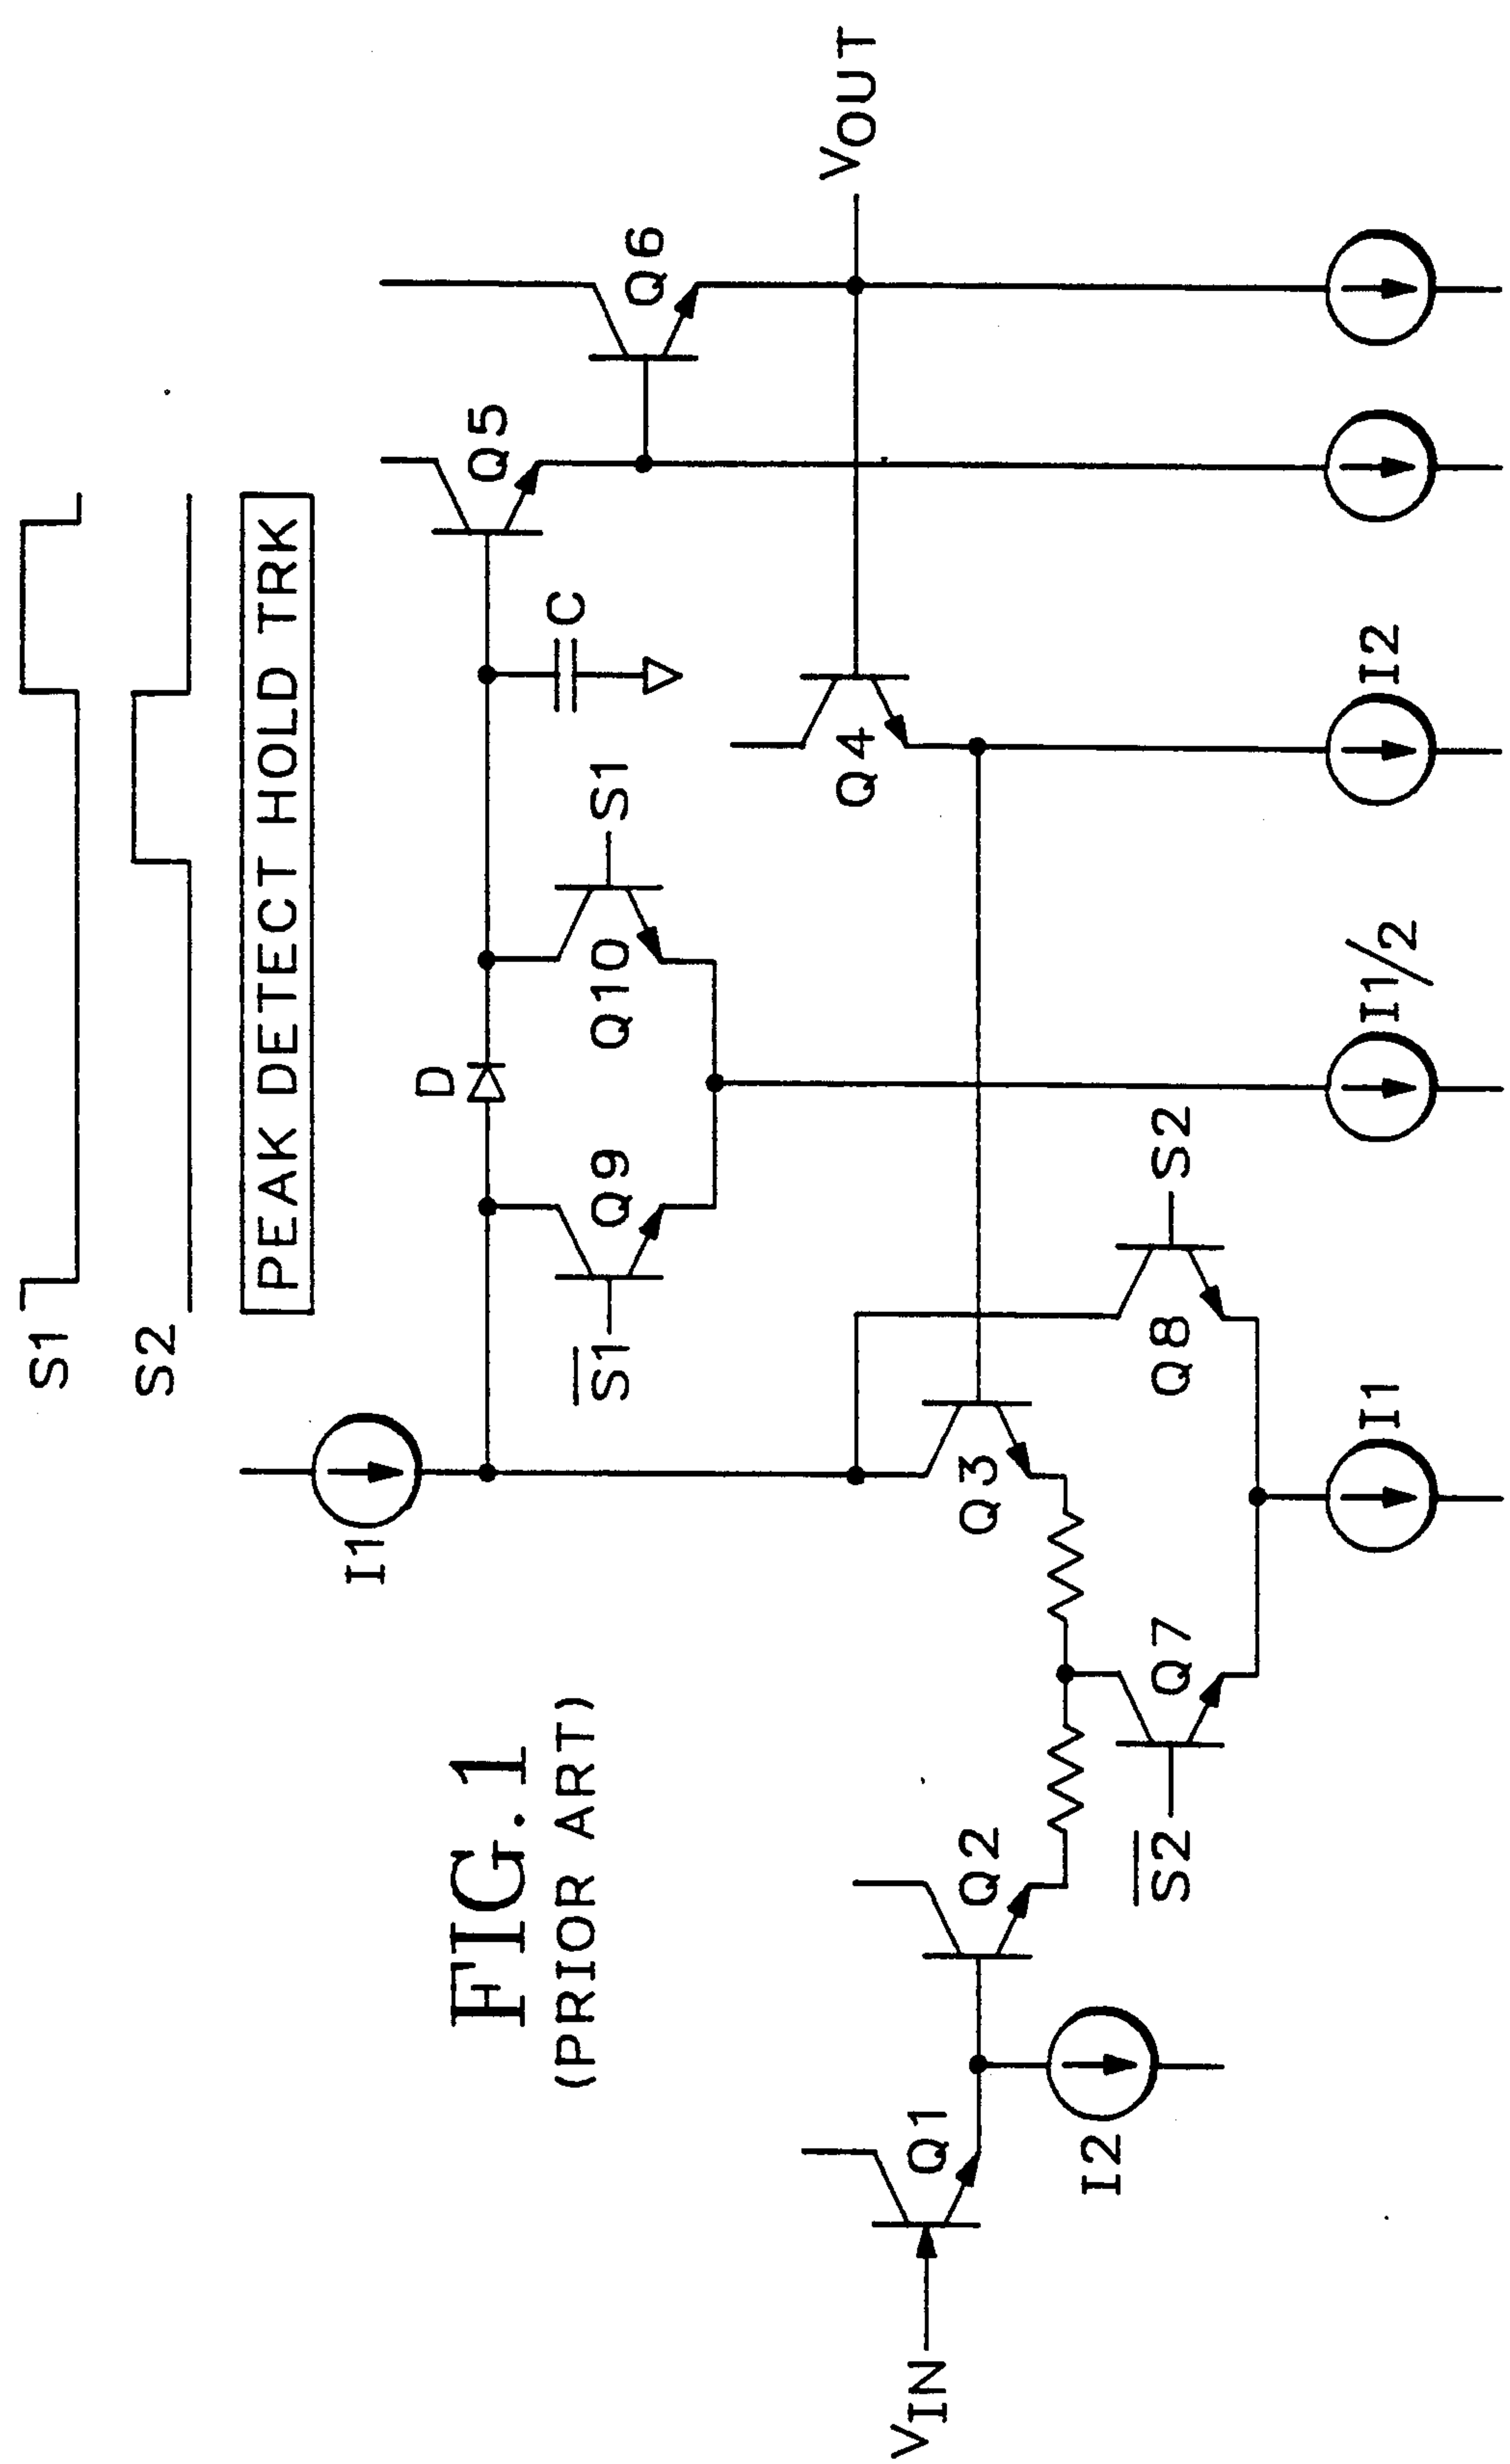 S1
S2
PEAK DETECT HOLD TRK
FIG. 1
(PRIOR ART)
I1
D
Q5
Q6
C
S1
Q9
Q10
S1
VOUT
VIN
Q1
I2
Q2
Q3
Q4
S2
Q7
Q8
S2
I1
I1/2
I2